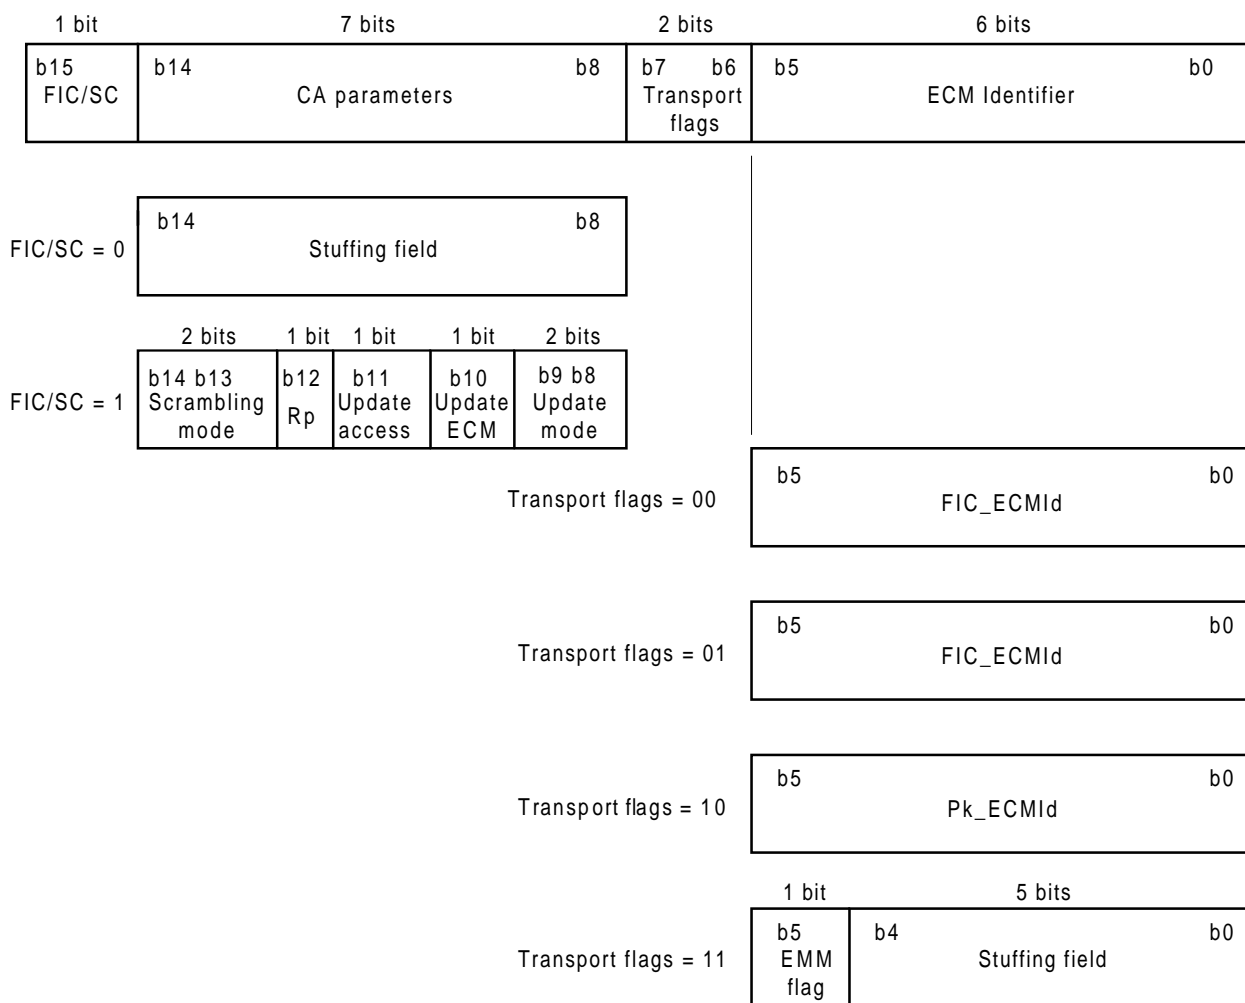 1 bit 7 bits 2 bits 6 bits
b15 b14 b8 b7 b6 b5 b0
FIC/SC CA parameters Transport flags ECM Identifier
b14 b8
FIC/SC = 0 Stuffing field
2 bits 1 bit 1 bit 1 bit 2 bits
b14 b13 b12 b11 b10 b9 b8
FIC/SC = 1 Scrambling mode Rp Update access Update ECM Update mode
b5 b0
Transport flags = 00 FIC_ECMId
b5 b0
Transport flags = 01 FIC_ECMId
b5 b0
Transport flags = 10 Pk_ECMId
1 bit 5 bits
b5 b4 b0
Transport flags = 11 EMM flag Stuffing field